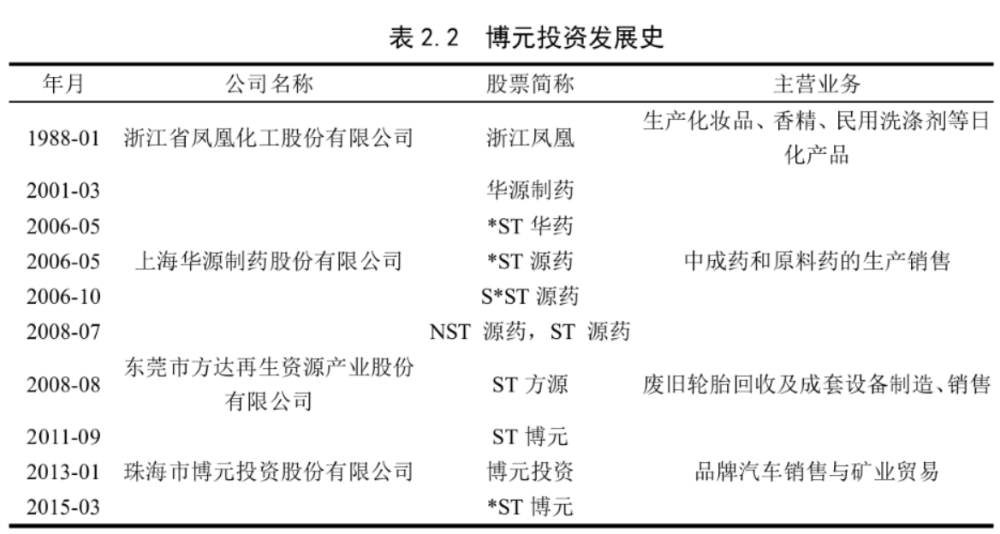 表 2.2 博元投资发展史
年月 公司名称 股票简称 主营业务
1988-01 浙江省凤凰化工股份有限公司 浙江凤凰 生产化妆品、香精、民用洗涤剂等日
化产品
2001-03 华源制药
2006-05 *ST 华药
2006-05 上海华源制药股份有限公司 *ST 源药 中成药和原料药的生产销售
2006-10 S*ST 源药
2008-07 NST 源药，ST 源药
东莞市方达再生资源产业股份
2008-08 ST 方源 废旧轮胎回收及成套设备制造、销售
有限公司
2011-09 ST 博元
2013-01 珠海市博元投资股份有限公司 博元投资 品牌汽车销售与矿业贸易
2015-03 *ST 博元